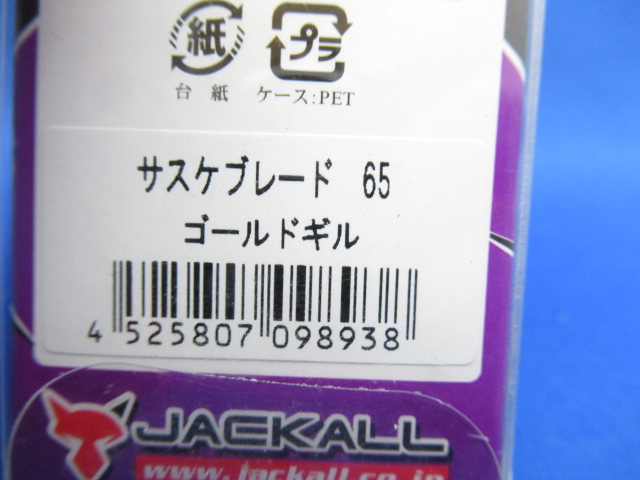 紙 プラ
台 紙 ケース:PET
サスケブレード 65
ゴールドギル
4 525807 098938
JACKALL
www.jackall.co.jp